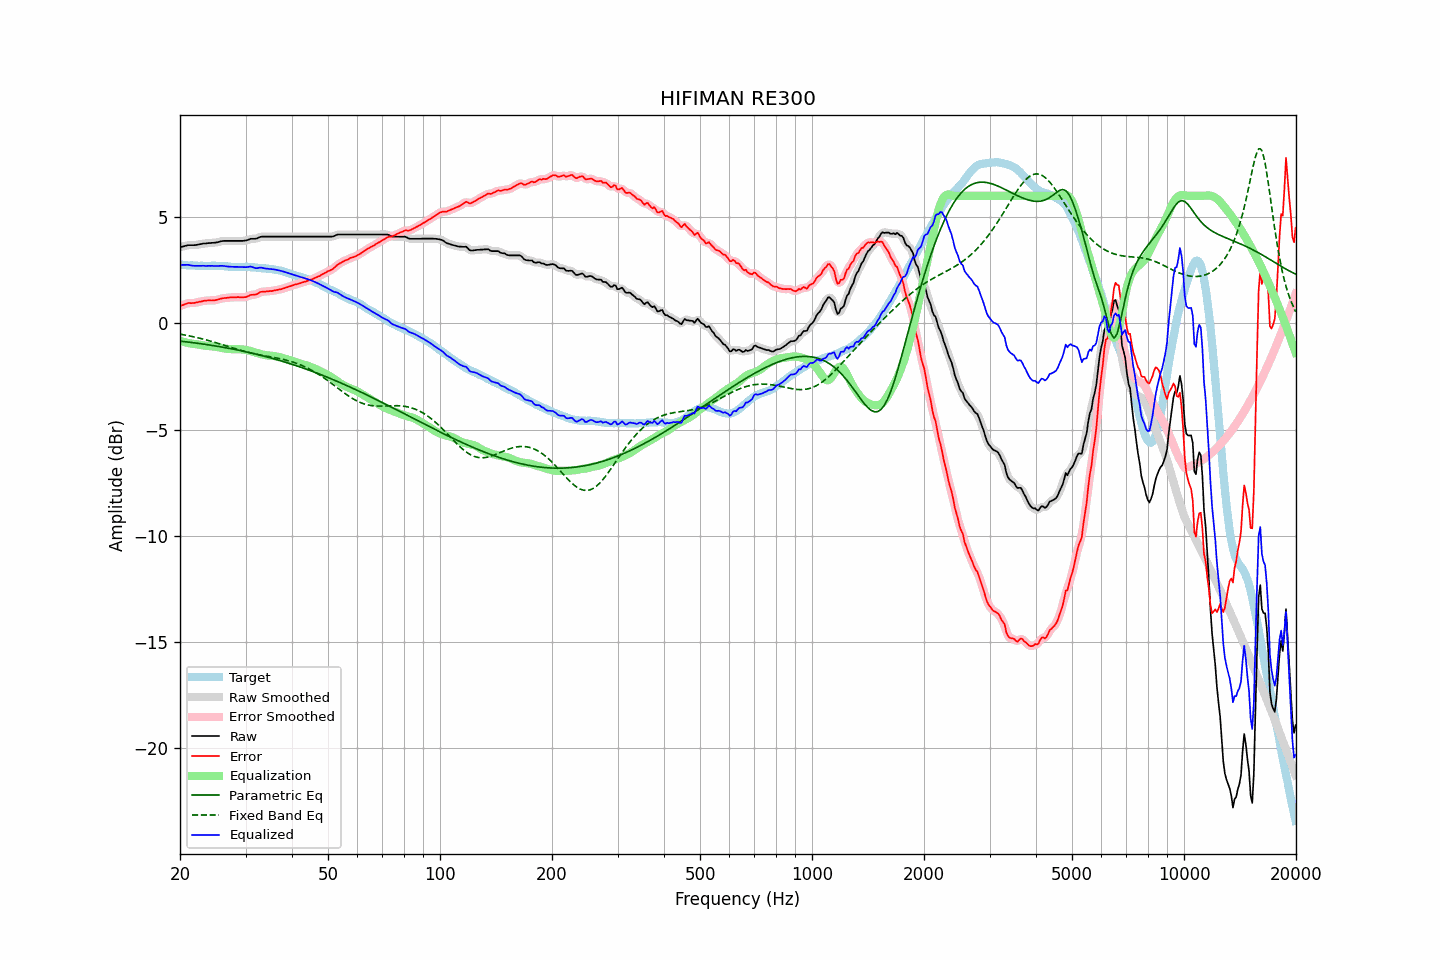 HIFIMAN RE300
Amplitude (dBr)
5
0
−5
−10
−15
−20
Target
Raw Smoothed
Error Smoothed
Raw
Error
Equalization
Parametric Eq
Fixed Band Eq
Equalized
20 50 100 200 500 1000 2000 5000 10000 20000
Frequency (Hz)